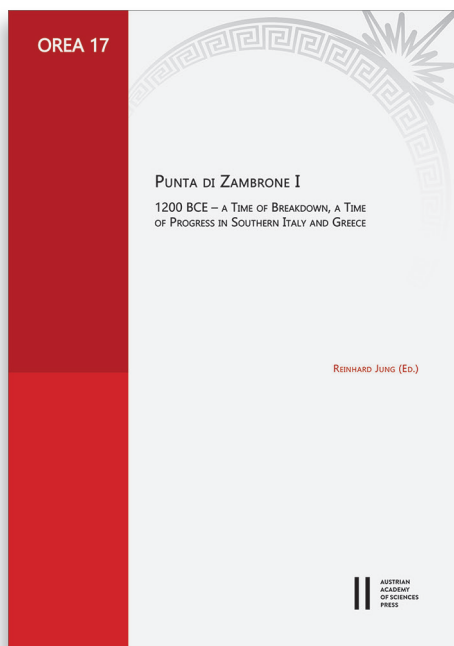 OREA 17
PUNTA DI ZAMBRONE I
1200 BCE – A TIME OF BREAKDOWN, A TIME
OF PROGRESS IN SOUTHERN ITALY AND GREECE
REINHARD JUNG (ED.)
AUSTRIAN
ACADEMY
OF SCIENCES
PRESS